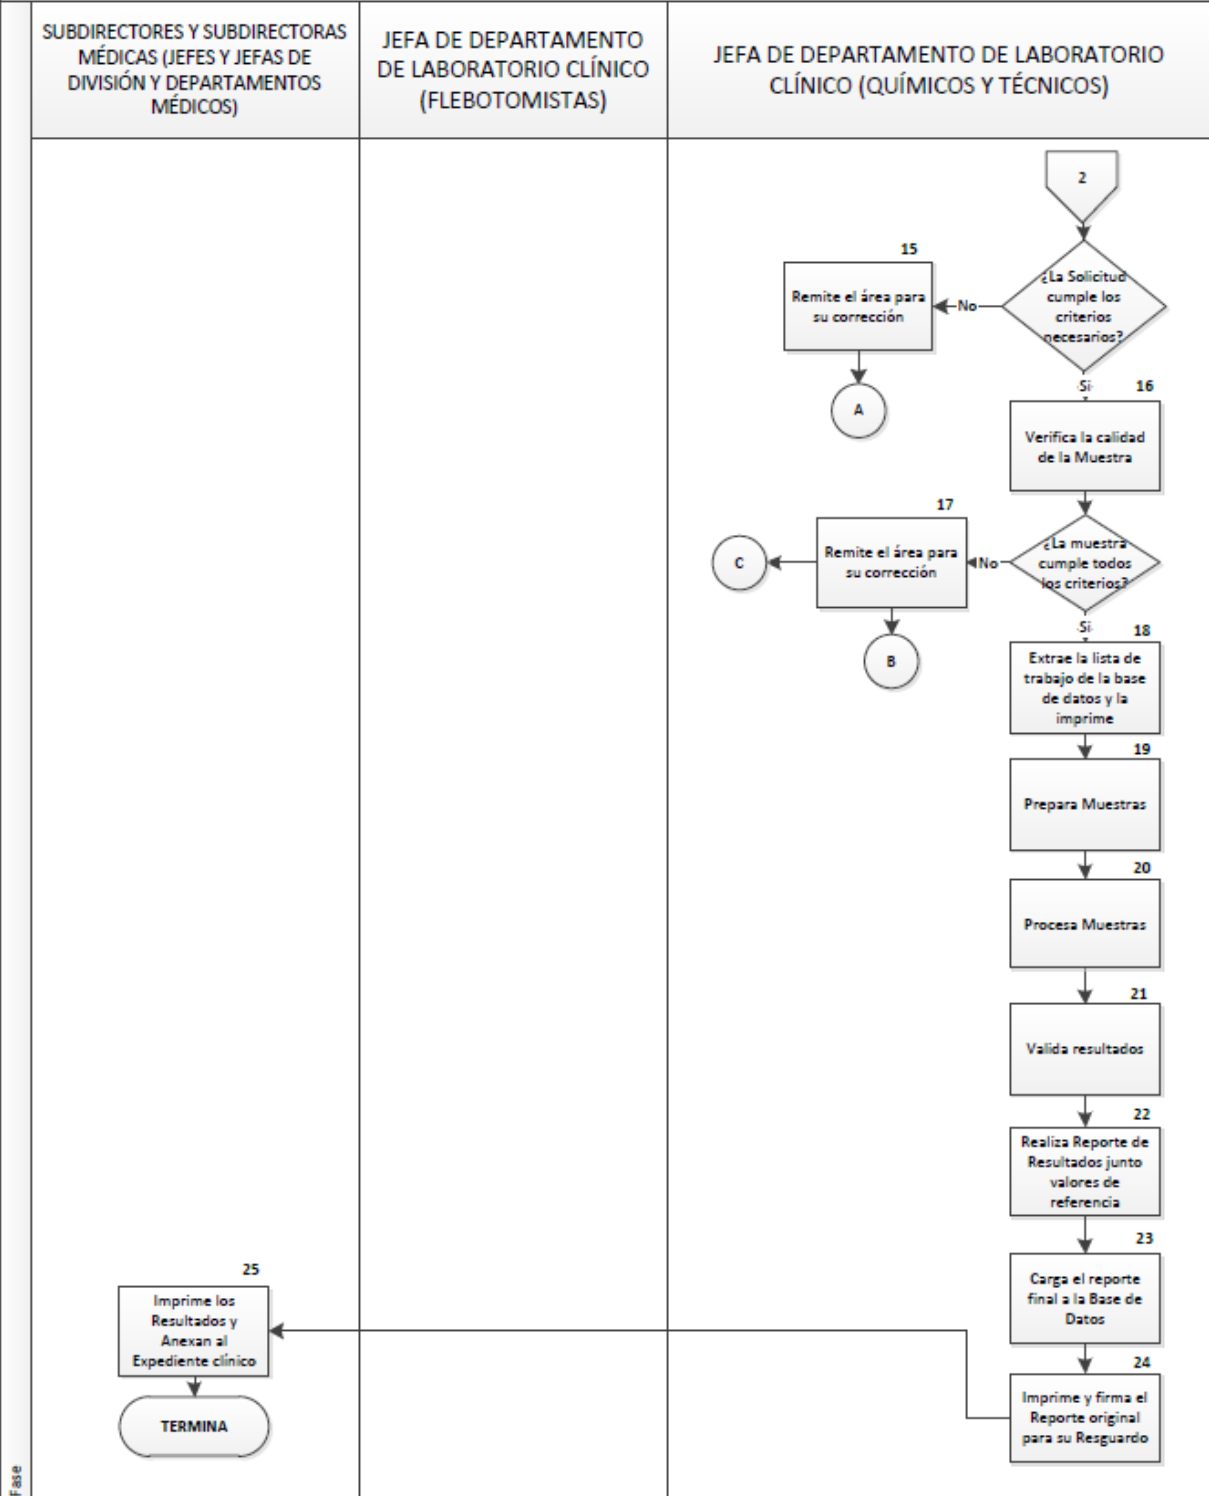 SUBDIRECTORES Y SUBDIRECTORAS
MÉDICAS (JEFES Y JEFAS DE
DIVISIÓN Y DEPARTAMENTOS
MÉDICOS)
JEFA DE DEPARTAMENTO
DE LABORATORIO CLÍNICO
(FLEBOTOMISTAS)
JEFA DE DEPARTAMENTO DE LABORATORIO
CLÍNICO (QUÍMICOS Y TÉCNICOS)
2
¿La Solicitud
cumple los
criterios
necesarios?
No
15
Remite el área para
su corrección
A
Si
16
Verifica la calidad
de la Muestra
¿La muestra
cumple todos
los criterios?
No
17
Remite el área para
su corrección
C
B
Si
18
Extrae la lista de
trabajo de la base
de datos y la
imprime
19
Prepara Muestras
20
Procesa Muestras
21
Valida resultados
22
Realiza Reporte de
Resultados junto
valores de
referencia
23
Carga el reporte
final a la Base de
Datos
24
Imprime y firma el
Reporte original
para su Resguardo
25
Imprime los
Resultados y
Anexan al
Expediente clínico
TERMINA
Fase